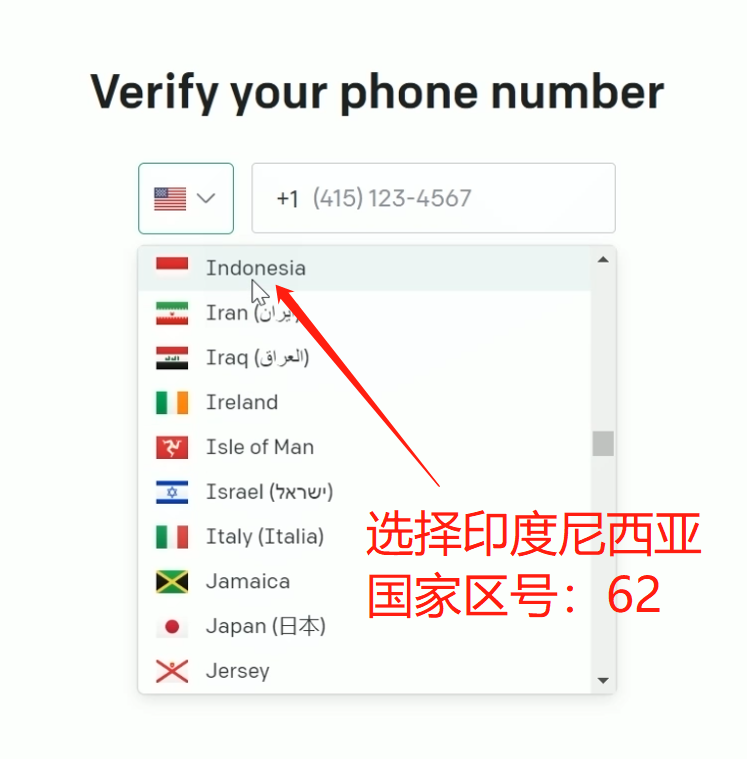 Verify your phone number
+1 (415) 123-4567
Indonesia
Iran (ایران)
Iraq (العراق)
Ireland
Isle of Man
Israel (ישראל)
Italy (Italia)
Jamaica
Japan (日本)
Jersey
选择印度尼西亚
国家区号：62